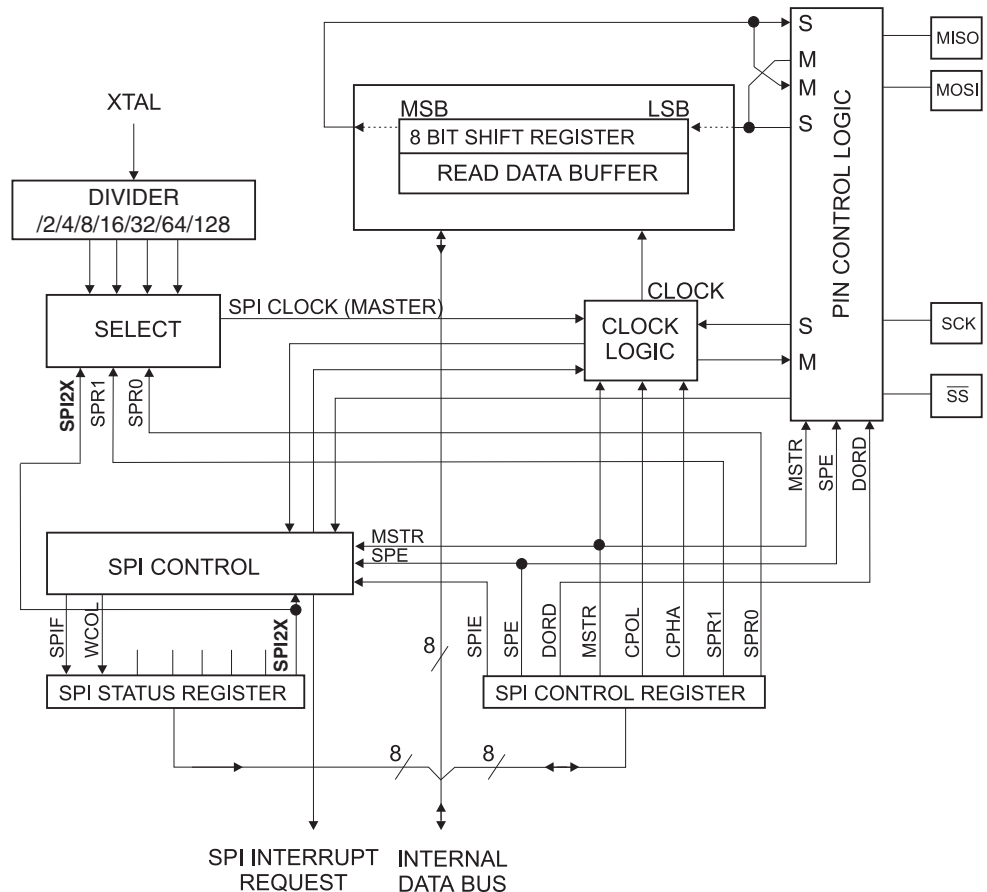 S
MISO
M
XTAL
MSB
LSB
M
MOSI
8 BIT SHIFT REGISTER
S
READ DATA BUFFER
PIN CONTROL LOGIC
DIVIDER
/2/4/8/16/32/64/128
SPI CLOCK (MASTER)
CLOCK
SELECT
CLOCK
LOGIC
S
SCK
M
SPI2X
SPR1
SPR0
SS
MSTR
SPE
DORD
MSTR
SPE
SPI CONTROL
SPIF
WCOL
SPI2X
SPIE
SPE
DORD
MSTR
CPOL
CPHA
SPR1
SPR0
8
SPI STATUS REGISTER
SPI CONTROL REGISTER
8
8
SPI INTERRUPT
REQUEST
INTERNAL
DATA BUS